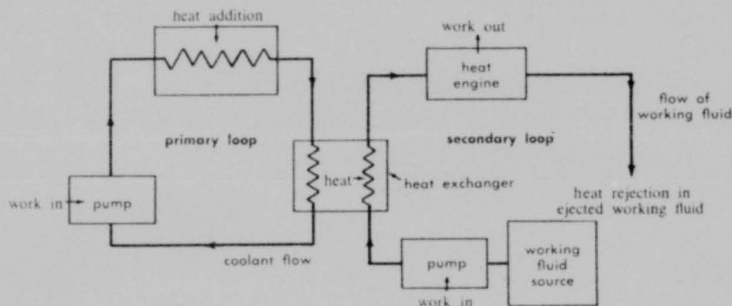 heat addition
work out
heat
engine
flow of
working fluid
primary loop
secondary loop
heat
heat exchanger
work in
pump
heat rejection in
ejected working fluid
coolant flow
pump
working
fluid
source
work in